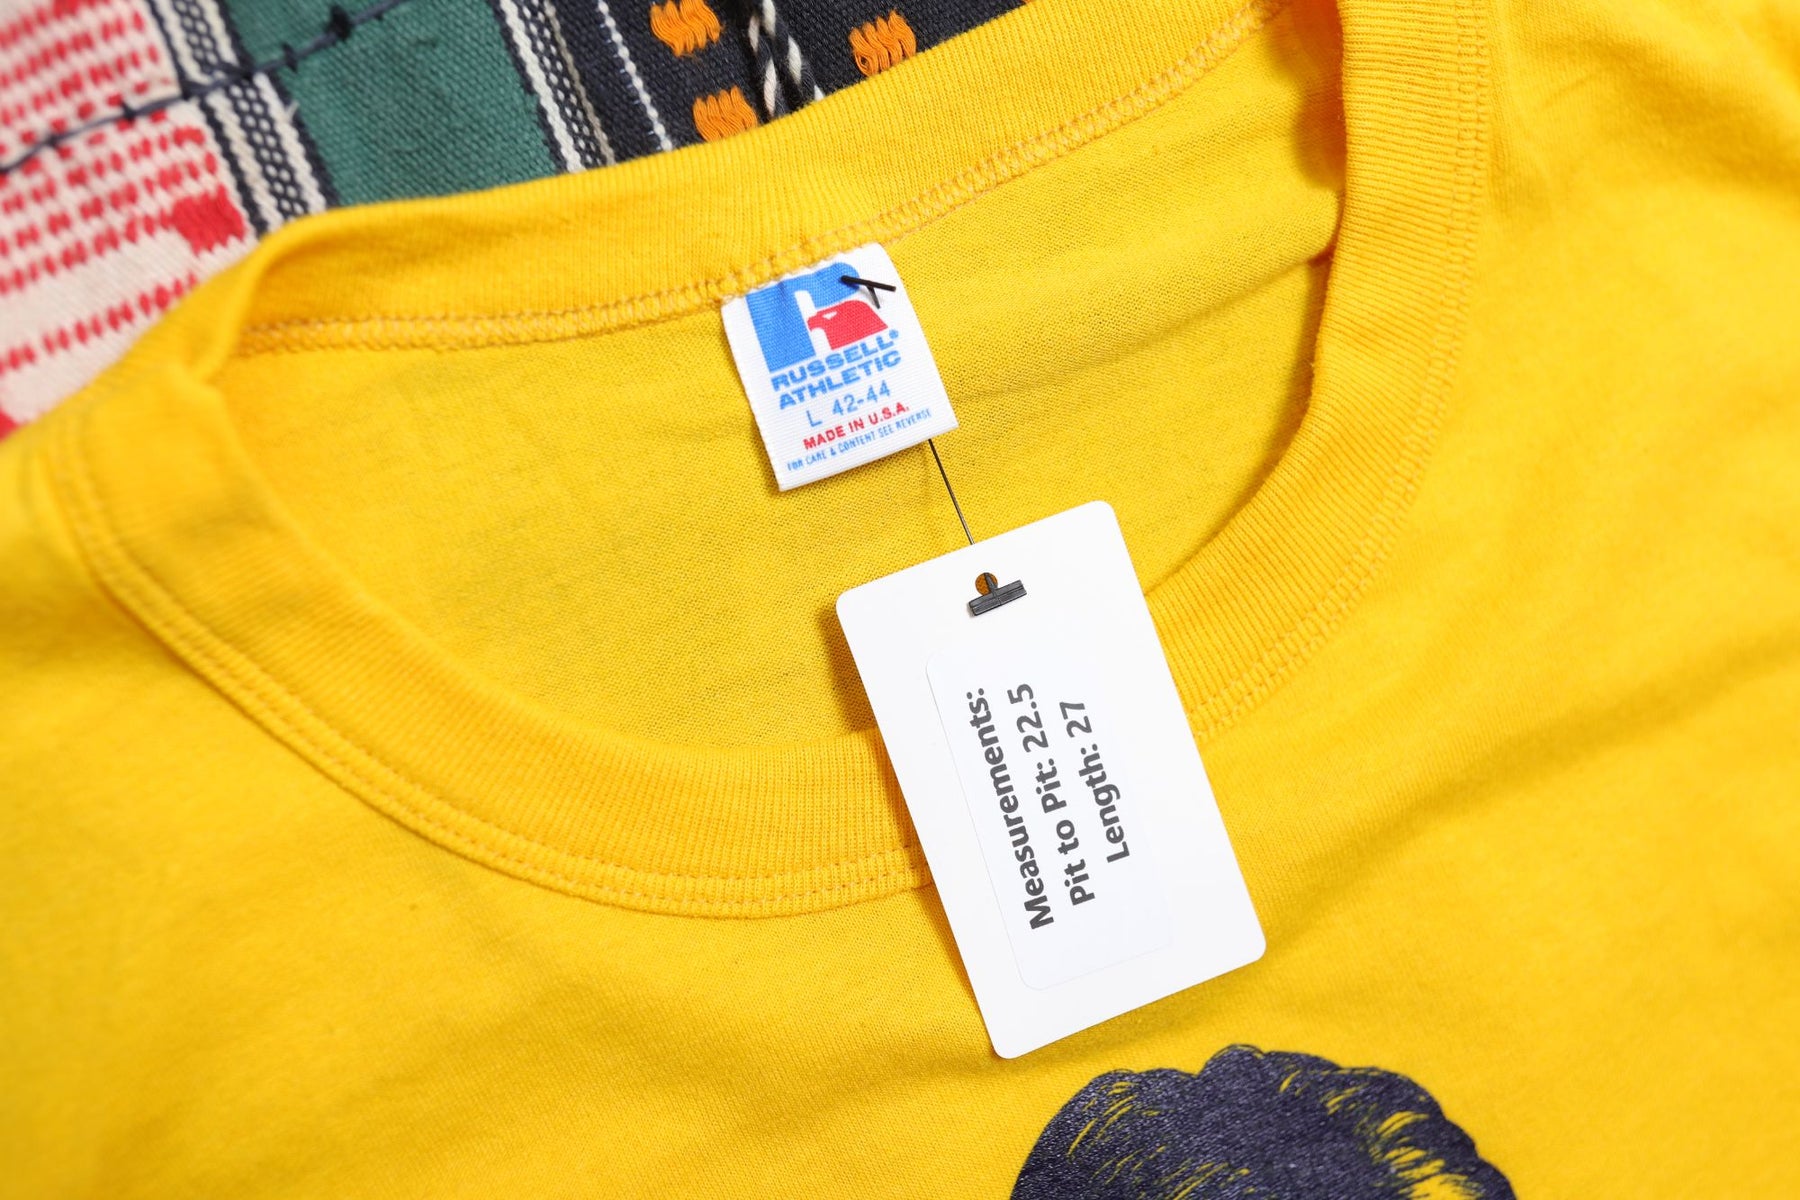 RUSSELL®
ATHLETIC
L 42-44
MADE IN U.S.A.
FOR CARE & CONTENT SEE REVERSE
Measurements:
Pit to Pit: 22.5
Length: 27